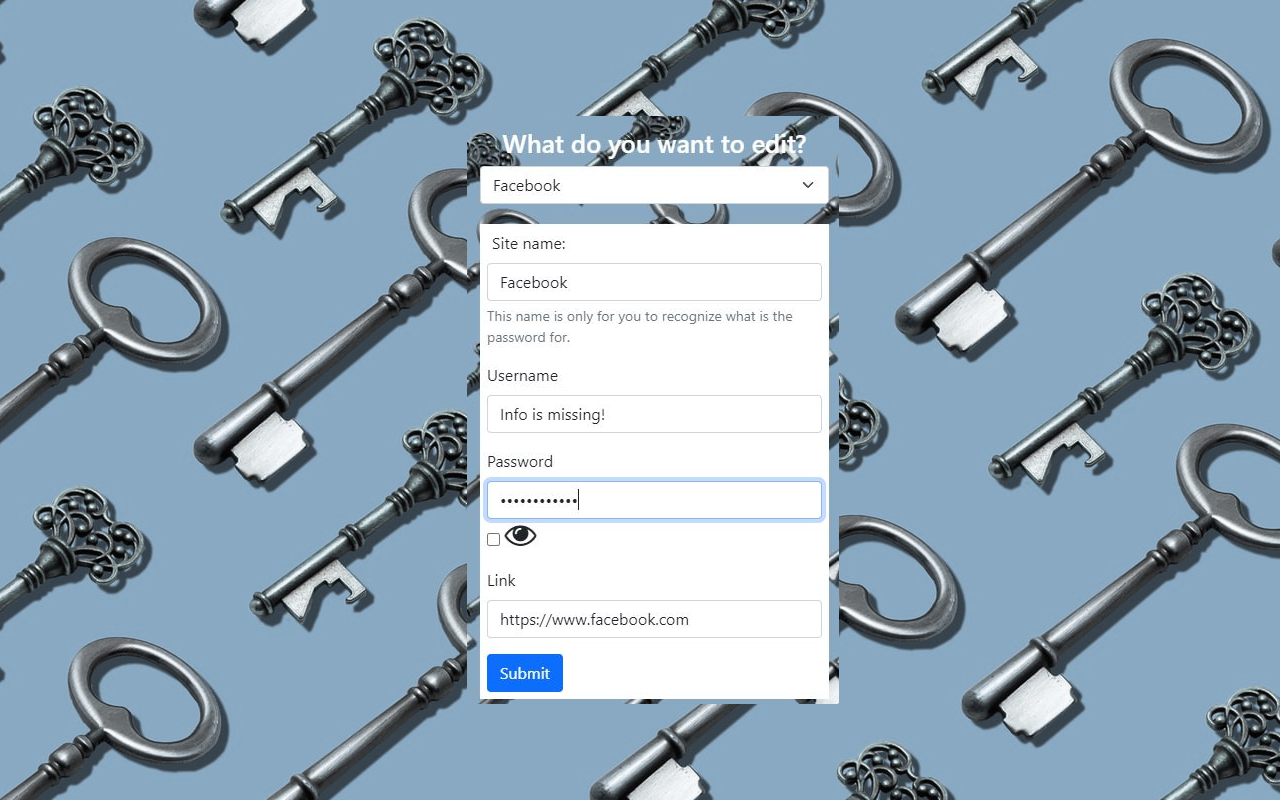 What do you want to edit?
Facebook
Site name:
Facebook
This name is only for you to recognize what is the
password for.
Username
Info is missing!
Password
••••••••••••
Link
https://www.facebook.com
Submit